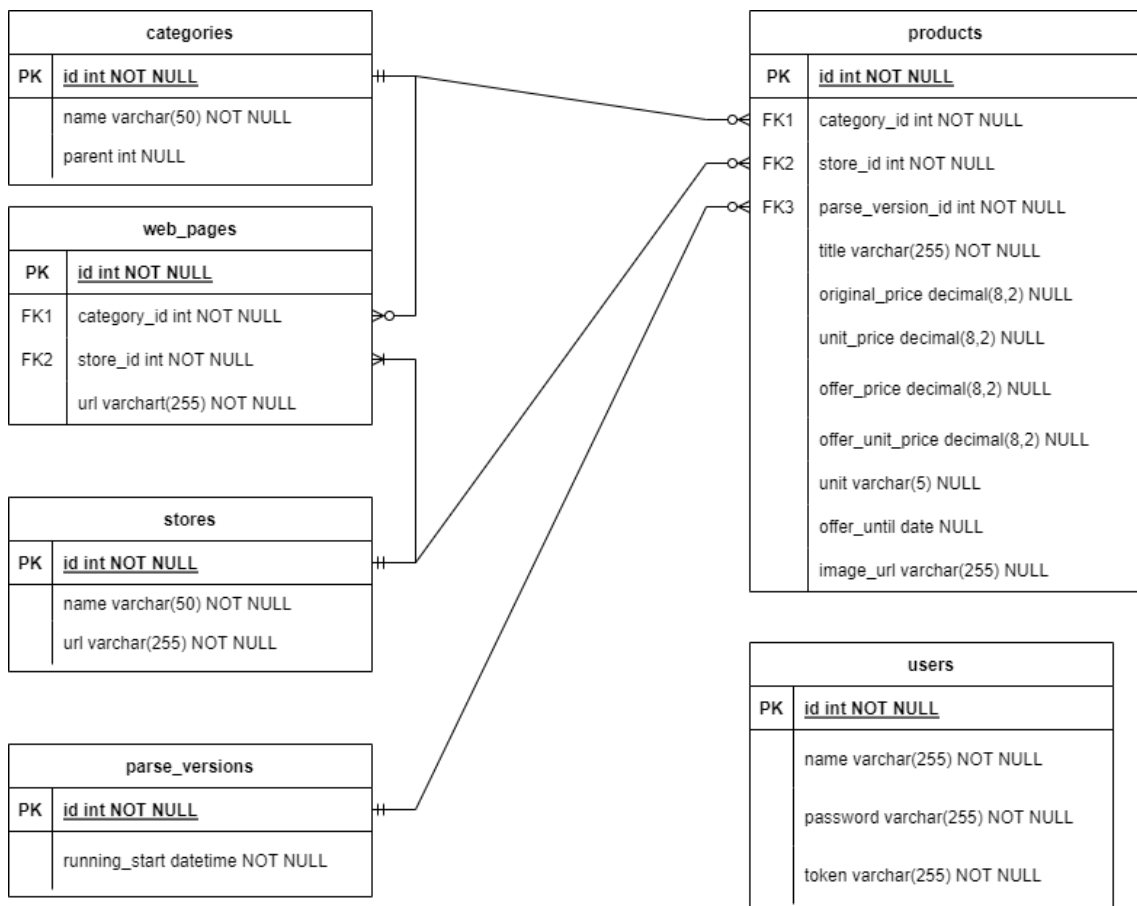 categories
PK id int NOT NULL
name varchar(50) NOT NULL
parent int NULL
web_pages
PK id int NOT NULL
FK1 category_id int NOT NULL
FK2 store_id int NOT NULL
url varchart(255) NOT NULL
stores
PK id int NOT NULL
name varchar(50) NOT NULL
url varchar(255) NOT NULL
parse_versions
PK id int NOT NULL
running_start datetime NOT NULL
products
PK id int NOT NULL
FK1 category_id int NOT NULL
FK2 store_id int NOT NULL
FK3 parse_version_id int NOT NULL
title varchar(255) NOT NULL
original_price decimal(8,2) NULL
unit_price decimal(8,2) NULL
offer_price decimal(8,2) NULL
offer_unit_price decimal(8,2) NULL
unit varchar(5) NULL
offer_until date NULL
image_url varchar(255) NULL
users
PK id int NOT NULL
name varchar(255) NOT NULL
password varchar(255) NOT NULL
token varchar(255) NOT NULL